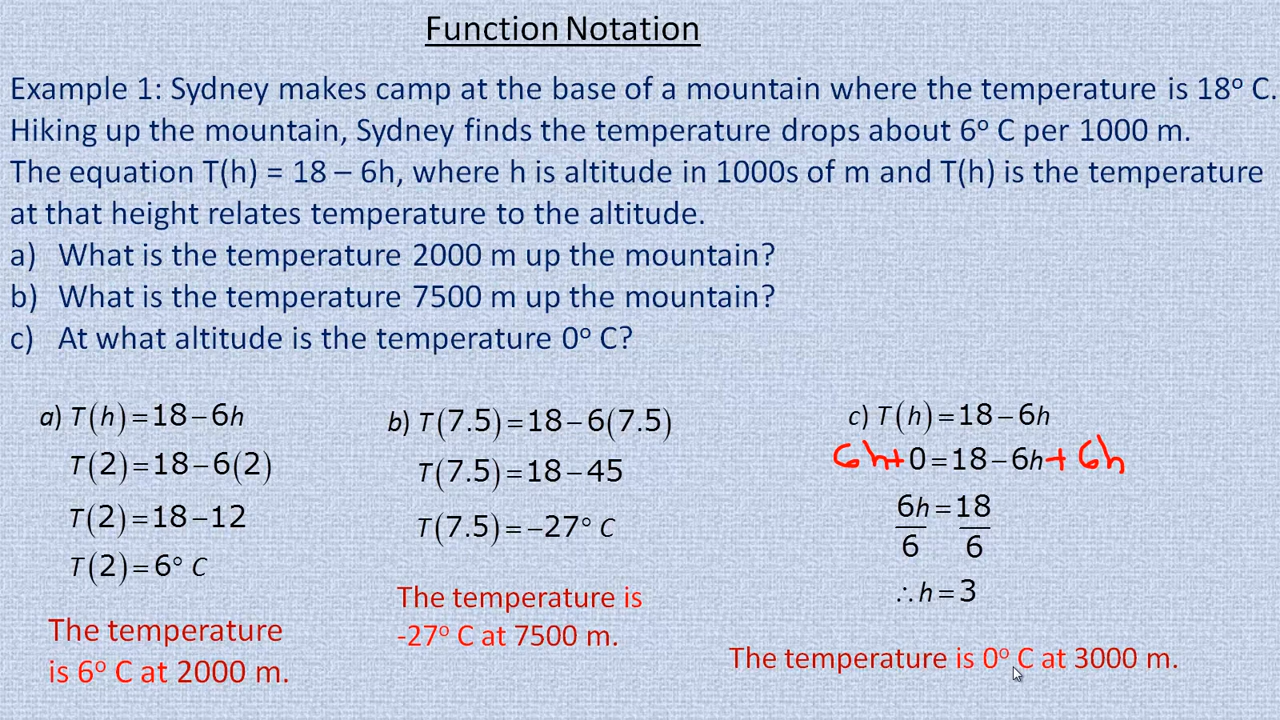 Function Notation
Example 1: Sydney makes camp at the base of a mountain where the temperature is 18° C.
Hiking up the mountain, Sydney finds the temperature drops about 6° C per 1000 m.
The equation T(h) = 18 – 6h, where h is altitude in 1000s of m and T(h) is the temperature
at that height relates temperature to the altitude.
a) What is the temperature 2000 m up the mountain?
b) What is the temperature 7500 m up the mountain?
c) At what altitude is the temperature 0° C?
a) T(h)=18−6h
T(2)=18−6(2)
T(2)=18−12
T(2)=6° C
The temperature
is 6° C at 2000 m.
b) T(7.5)=18−6(7.5)
T(7.5)=18−45
T(7.5)=−27° C
The temperature is
-27° C at 7500 m.
c) T(h)=18−6h
6h+0=18−6h+6h
6h=18
6 6
∴h=3
The temperature is 0° C at 3000 m.